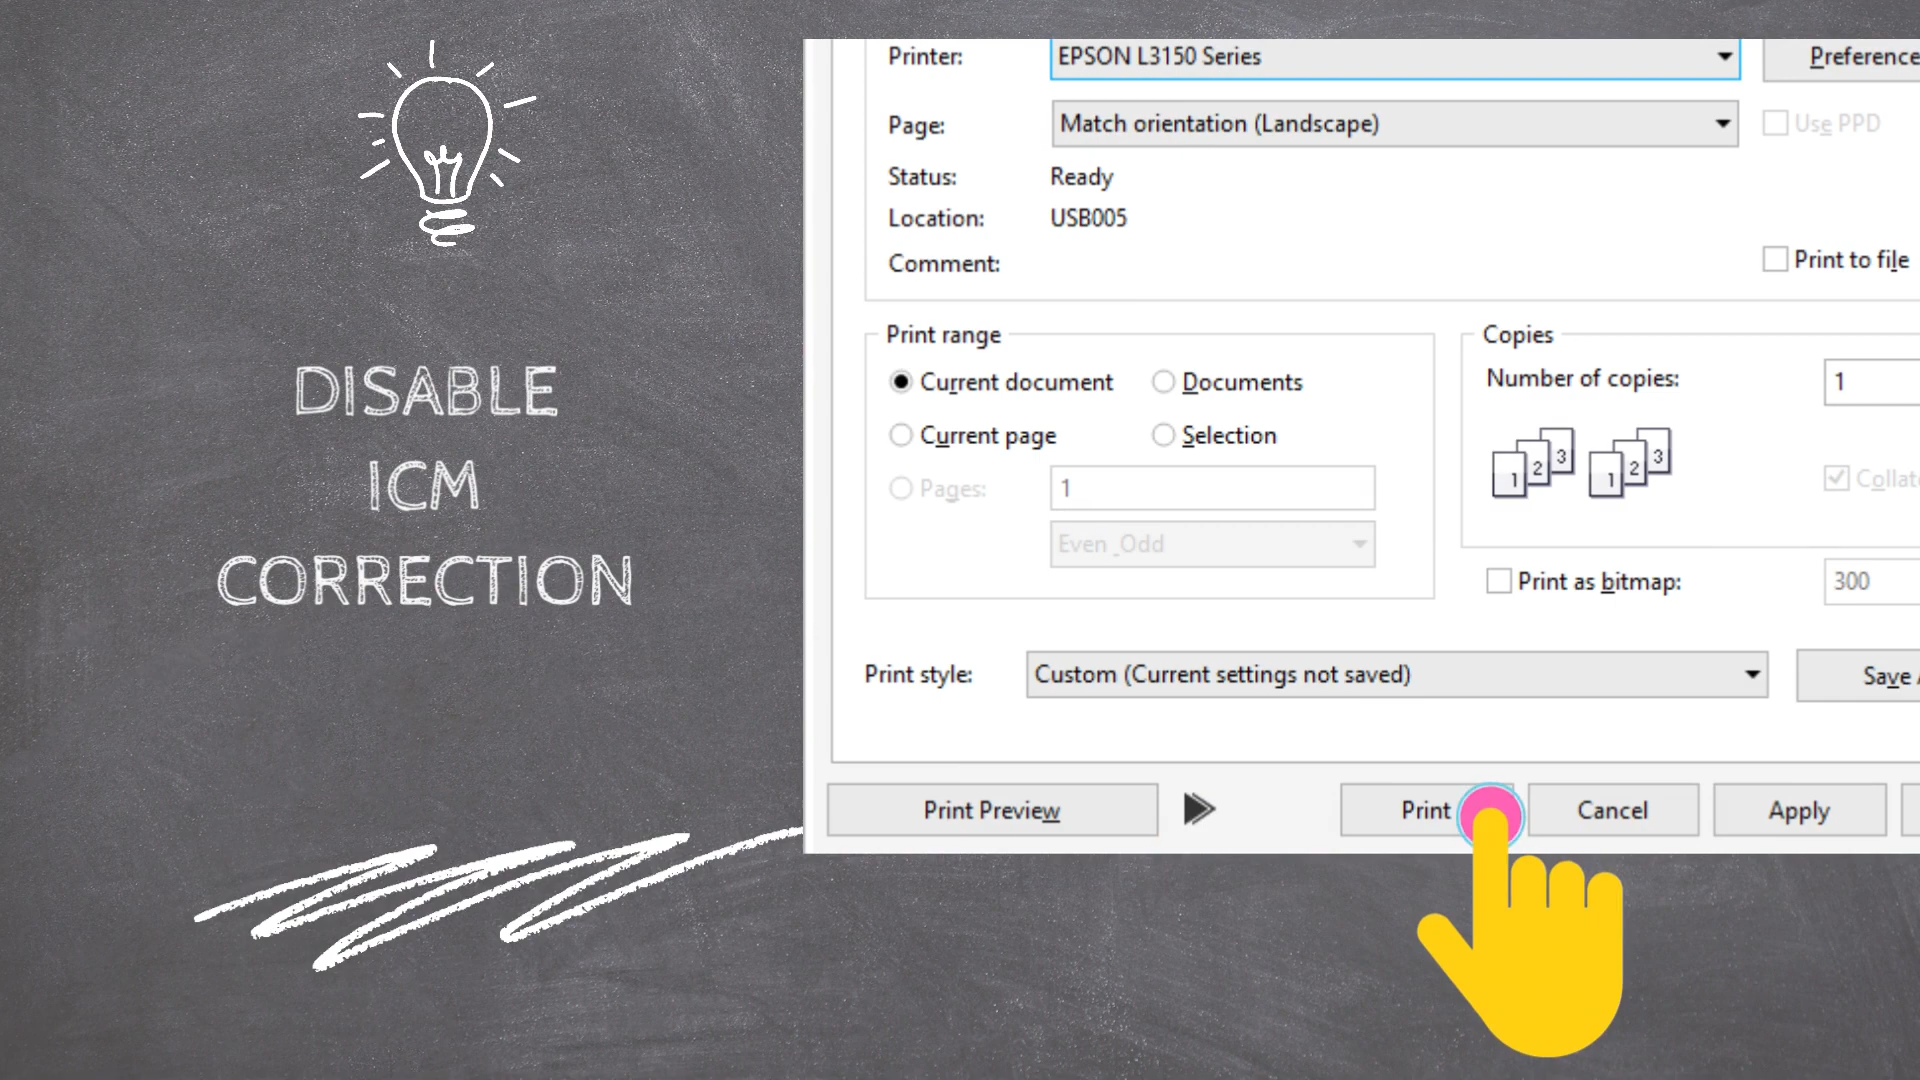 DISABLE
ICM
CORRECTION
Printer: EPSON L3150 Series
Preference
Page: Match orientation (Landscape)
Use PPD
Status: Ready
Location: USB005
Comment:
Print to file
Print range
Current document
Documents
Current page
Selection
Pages: 1
Even _Odd
Copies
Number of copies: 1
1 2 3 1 2 3
Collat
Print as bitmap: 300
Print style: Custom (Current settings not saved)
Save
Print Preview
Print
Cancel
Apply